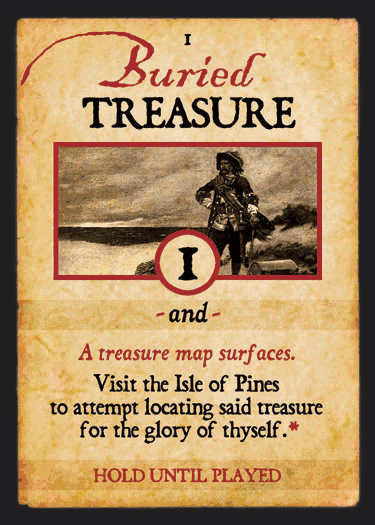 I
Buried
TREASURE
I
-and-
A treasure map surfaces.
Visit the Isle of Pines
to attempt locating said treasure
for the glory of thyself.*
HOLD UNTIL PLAYED